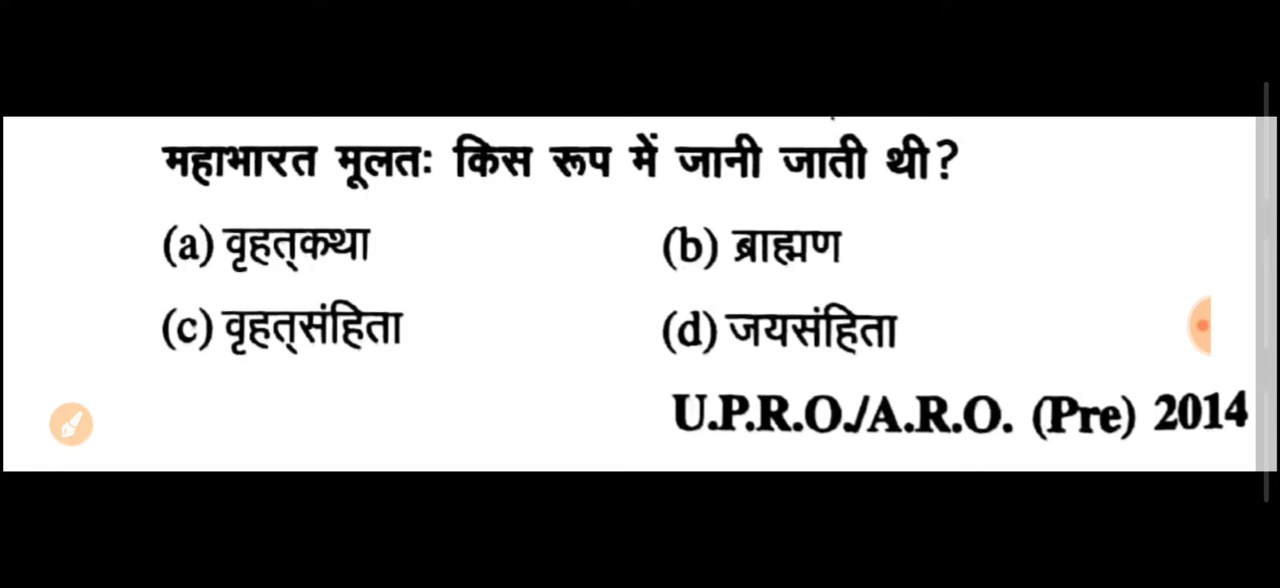 महाभारत मूलतः किस रूप में जानी जाती थी?
(a) वृहत्कथा (b) ब्राह्मण
(c) वृहत्संहिता (d) जयसंहिता
U.P.R.O./A.R.O. (Pre) 2014